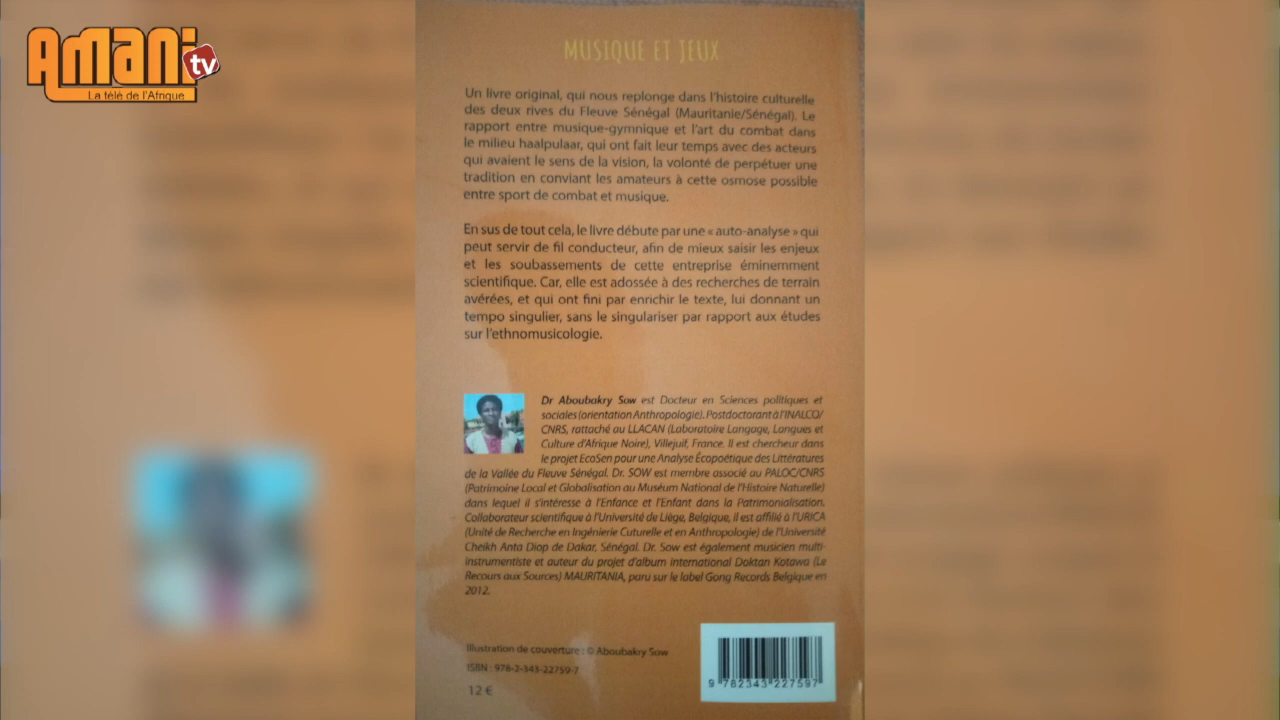 Amani tv
La télé de l'Afrique
MUSIQUE ET JEUX
Un livre original, qui nous replonge dans l'histoire culturelle
des deux rives du Fleuve Sénégal (Mauritanie/Sénégal). Le
rapport entre musique-gymnique et l'art du combat dans
le milieu haalpulaar, qui ont fait leur temps avec des acteurs
qui avaient le sens de la vision, la volonté de perpétuer une
tradition en conviant les amateurs à cette osmose possible
entre sport de combat et musique.
En sus de tout cela, le livre débute par une « auto-analyse » qui
peut servir de fil conducteur, afin de mieux saisir les enjeux
et les soubassements de cette entreprise éminemment
scientifique. Car, elle est adossée à des recherches de terrain
avérées, et qui ont fini par enrichir le texte, lui donnant un
tempo singulier, sans le singulariser par rapport aux études
sur l'ethnomusicologie.
Dr Aboubakry Sow est Docteur en Sciences politiques et
sociales (orientation Anthropologie). Postdoctorant à l'INALCO/
CNRS, rattaché au LLACAN (Laboratoire Langage, Langues et
Culture d'Afrique Noire), Villejuif, France. Il est chercheur dans
le projet EcoSen pour une Analyse Écopoétique des Littératures
de la Vallée du Fleuve Sénégal. Dr. SOW est membre associé au PALOC/CNRS
(Patrimoine Local et Globalisation au Muséum National de l'Histoire Naturelle)
dans lequel il s'intéresse à l'Enfance et l'Enfant dans la Patrimonialisation.
Collaborateur scientifique à l'Université de Liège, Belgique, il est affilié à l'URICA
(Unité de Recherche en Ingénierie Cuturelle et en Anthropologie) de l'Université
Cheikh Anta Diop de Dakar, Sénégal. Dr. Sow est également musicien multi-
instrumentiste et auteur du projet d'album international Doktan Kotawa (Le
Recours aux Sources) MAURITANIA, paru sur le label Gong Records Belgique en
2012.
Illustration de couverture : © Aboubakry Sow
ISBN : 978-2-343-22759-7
12 €
9 782343 227597